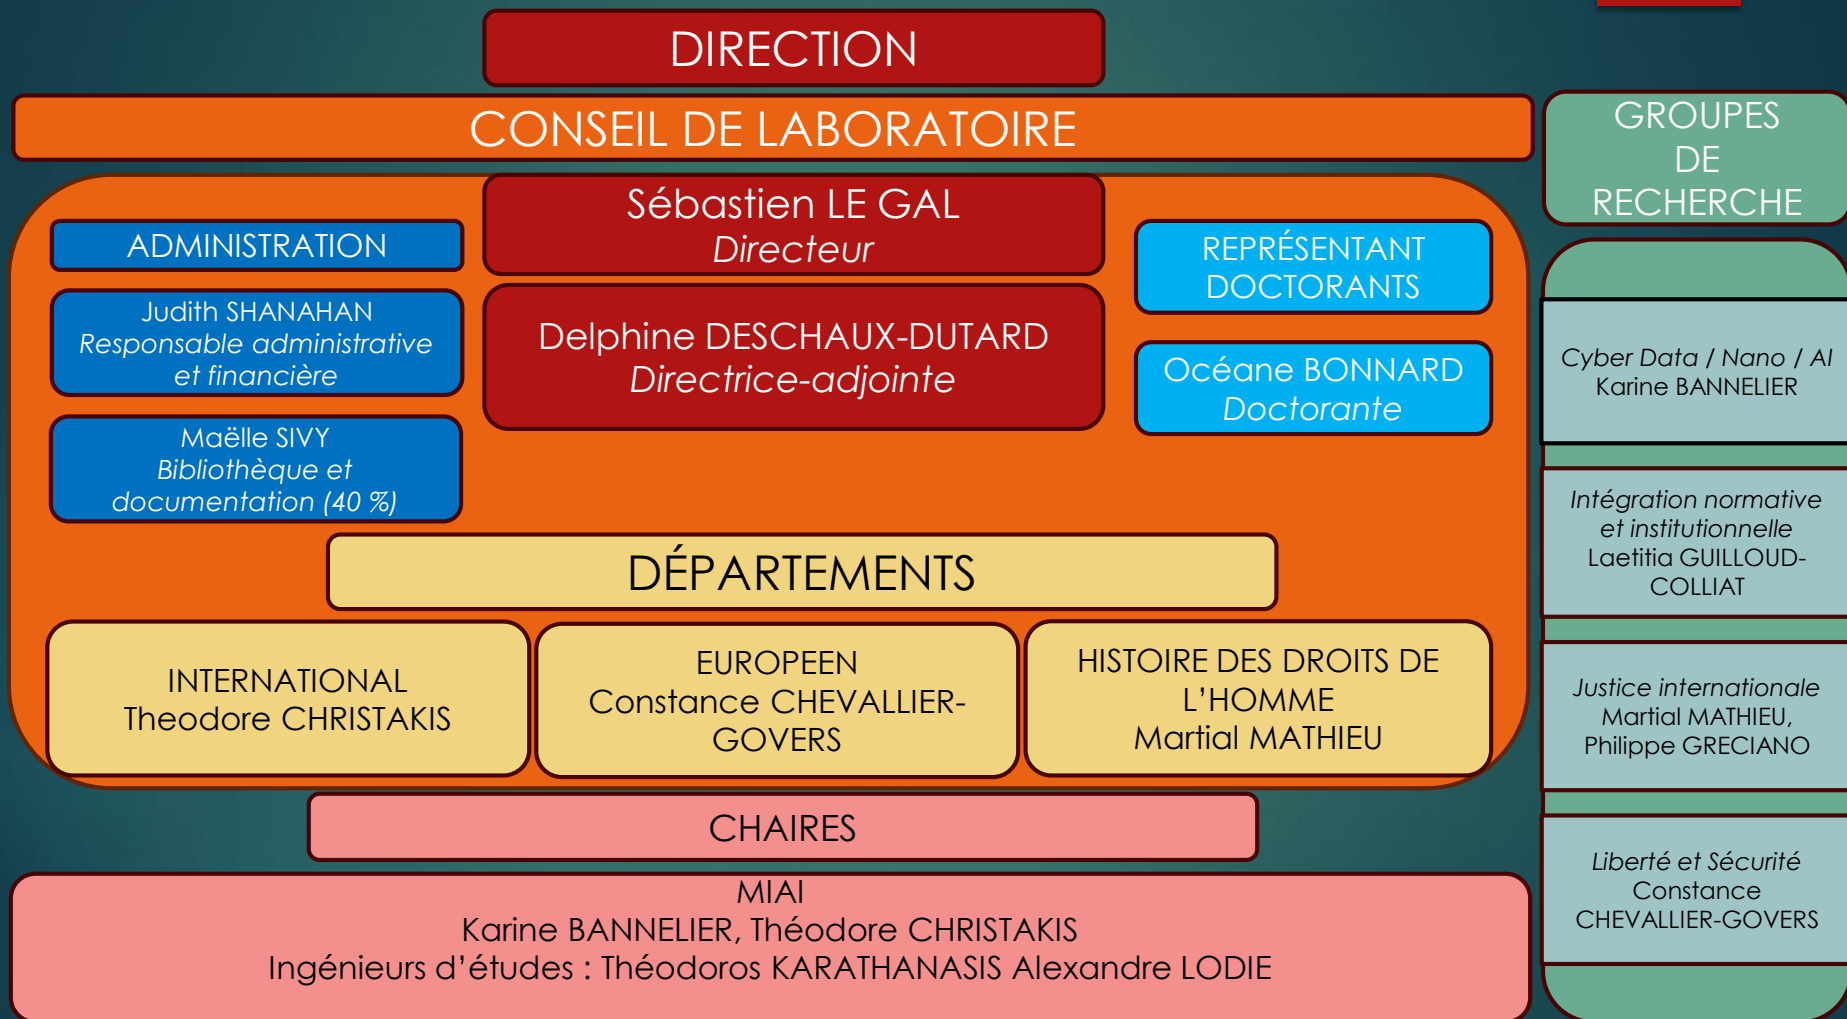 DIRECTION
CONSEIL DE LABORATOIRE
Sébastien LE GAL
Directeur
Delphine DESCHAUX-DUTARD
Directrice-adjointe
ADMINISTRATION
Judith SHANAHAN
Responsable administrative
et financière
Maëlle SIVY
Bibliothèque et
documentation (40 %)
REPRÉSENTANT
DOCTORANTS
Océane BONNARD
Doctorante
DÉPARTEMENTS
INTERNATIONAL
Theodore CHRISTAKIS
EUROPEEN
Constance CHEVALLIER-
GOVERS
HISTOIRE DES DROITS DE
L’HOMME
Martial MATHIEU
CHAIRES
MIAI
Karine BANNELIER, Théodore CHRISTAKIS
Ingénieurs d’études : Théodoros KARATHANASIS Alexandre LODIE
GROUPES
DE
RECHERCHE
Cyber Data / Nano / AI
Karine BANNELIER
Intégration normative
et institutionnelle
Laetitia GUILLOUD-
COLLIAT
Justice internationale
Martial MATHIEU,
Philippe GRECIANO
Liberté et Sécurité
Constance
CHEVALLIER-GOVERS